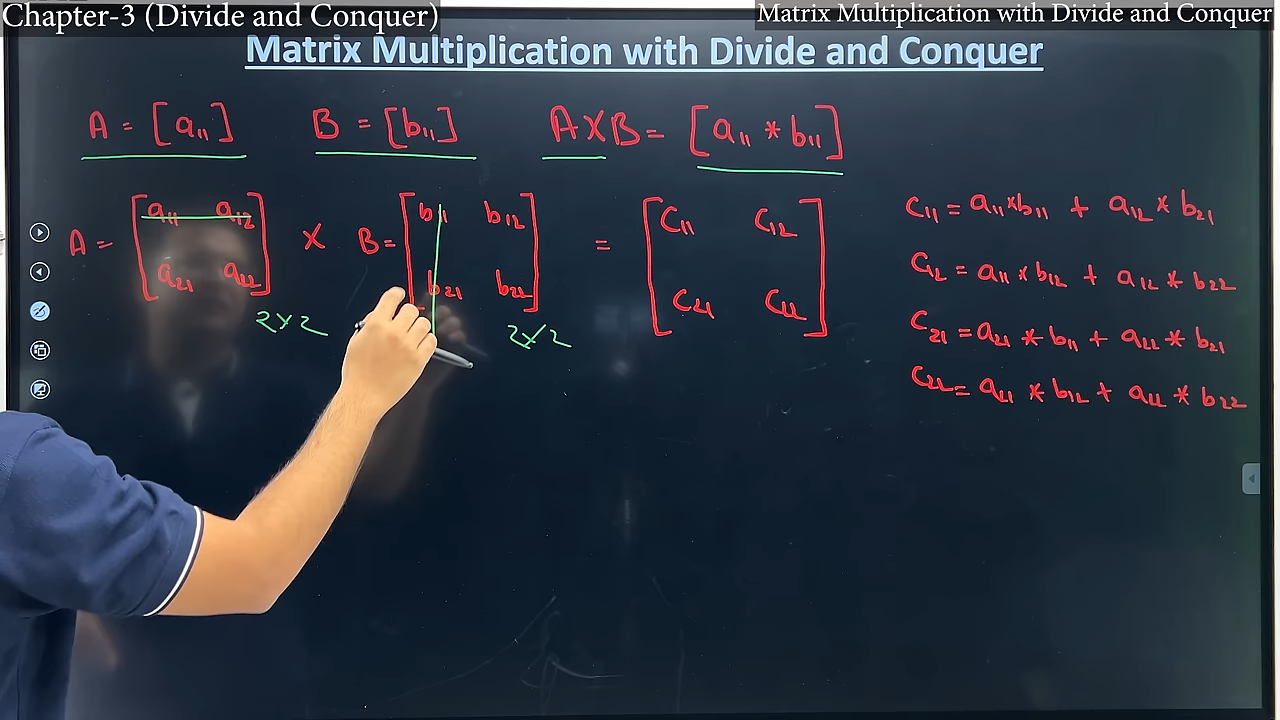 Chapter-3 (Divide and Conquer)
Matrix Multiplication with Divide and Conquer
Matrix Multiplication with Divide and Conquer
A = [a11] B = [b11] AXB = [a11 * b11]
a11 a12 b11 b12 C11 C12
A = X B = =
a21 a22 b21 b22 C21 C22
2x2 2x2
C11 = a11*b11 + a12 * b21
C12 = a11 * b12 + a12 * b22
C21 = a21 * b11 + a22 * b21
C22 = a21 * b12 + a22 * b22